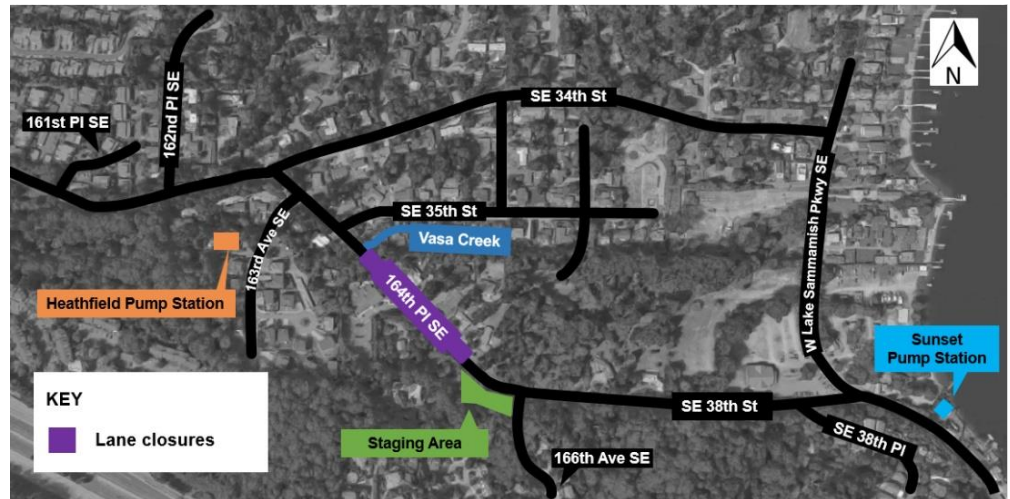 N
SE 34th St
161st Pl SE
162nd Pl SE
W Lake Sammamish Pkwy SE
SE 35th St
163rd Ave SE
Vasa Creek
Heathfield Pump Station
164th Pl SE
Sunset
Pump Station
KEY
Lane closures
SE 38th St
Staging Area
SE 38th Pl
166th Ave SE